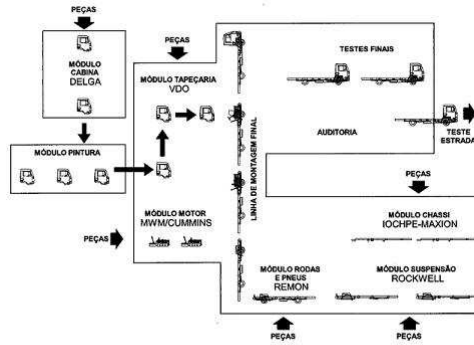 PEÇAS
MÓDULO
CABINA
DELGA
MÓDULO PINTURA
PEÇAS
MÓDULO TAPEÇARIA
VDO
MÓDULO MOTOR
MWM/CUMMINS
PEÇAS
LINHA DE MONTAGEM FINAL
TESTES FINAIS
AUDITORIA
TESTE
ESTRADA
PEÇAS
MÓDULO CHASSI
IOCHPE-MAXION
MÓDULO RODAS
E PNEUS
REMON
MÓDULO SUSPENSÃO
ROCKWELL
PEÇAS
PEÇAS